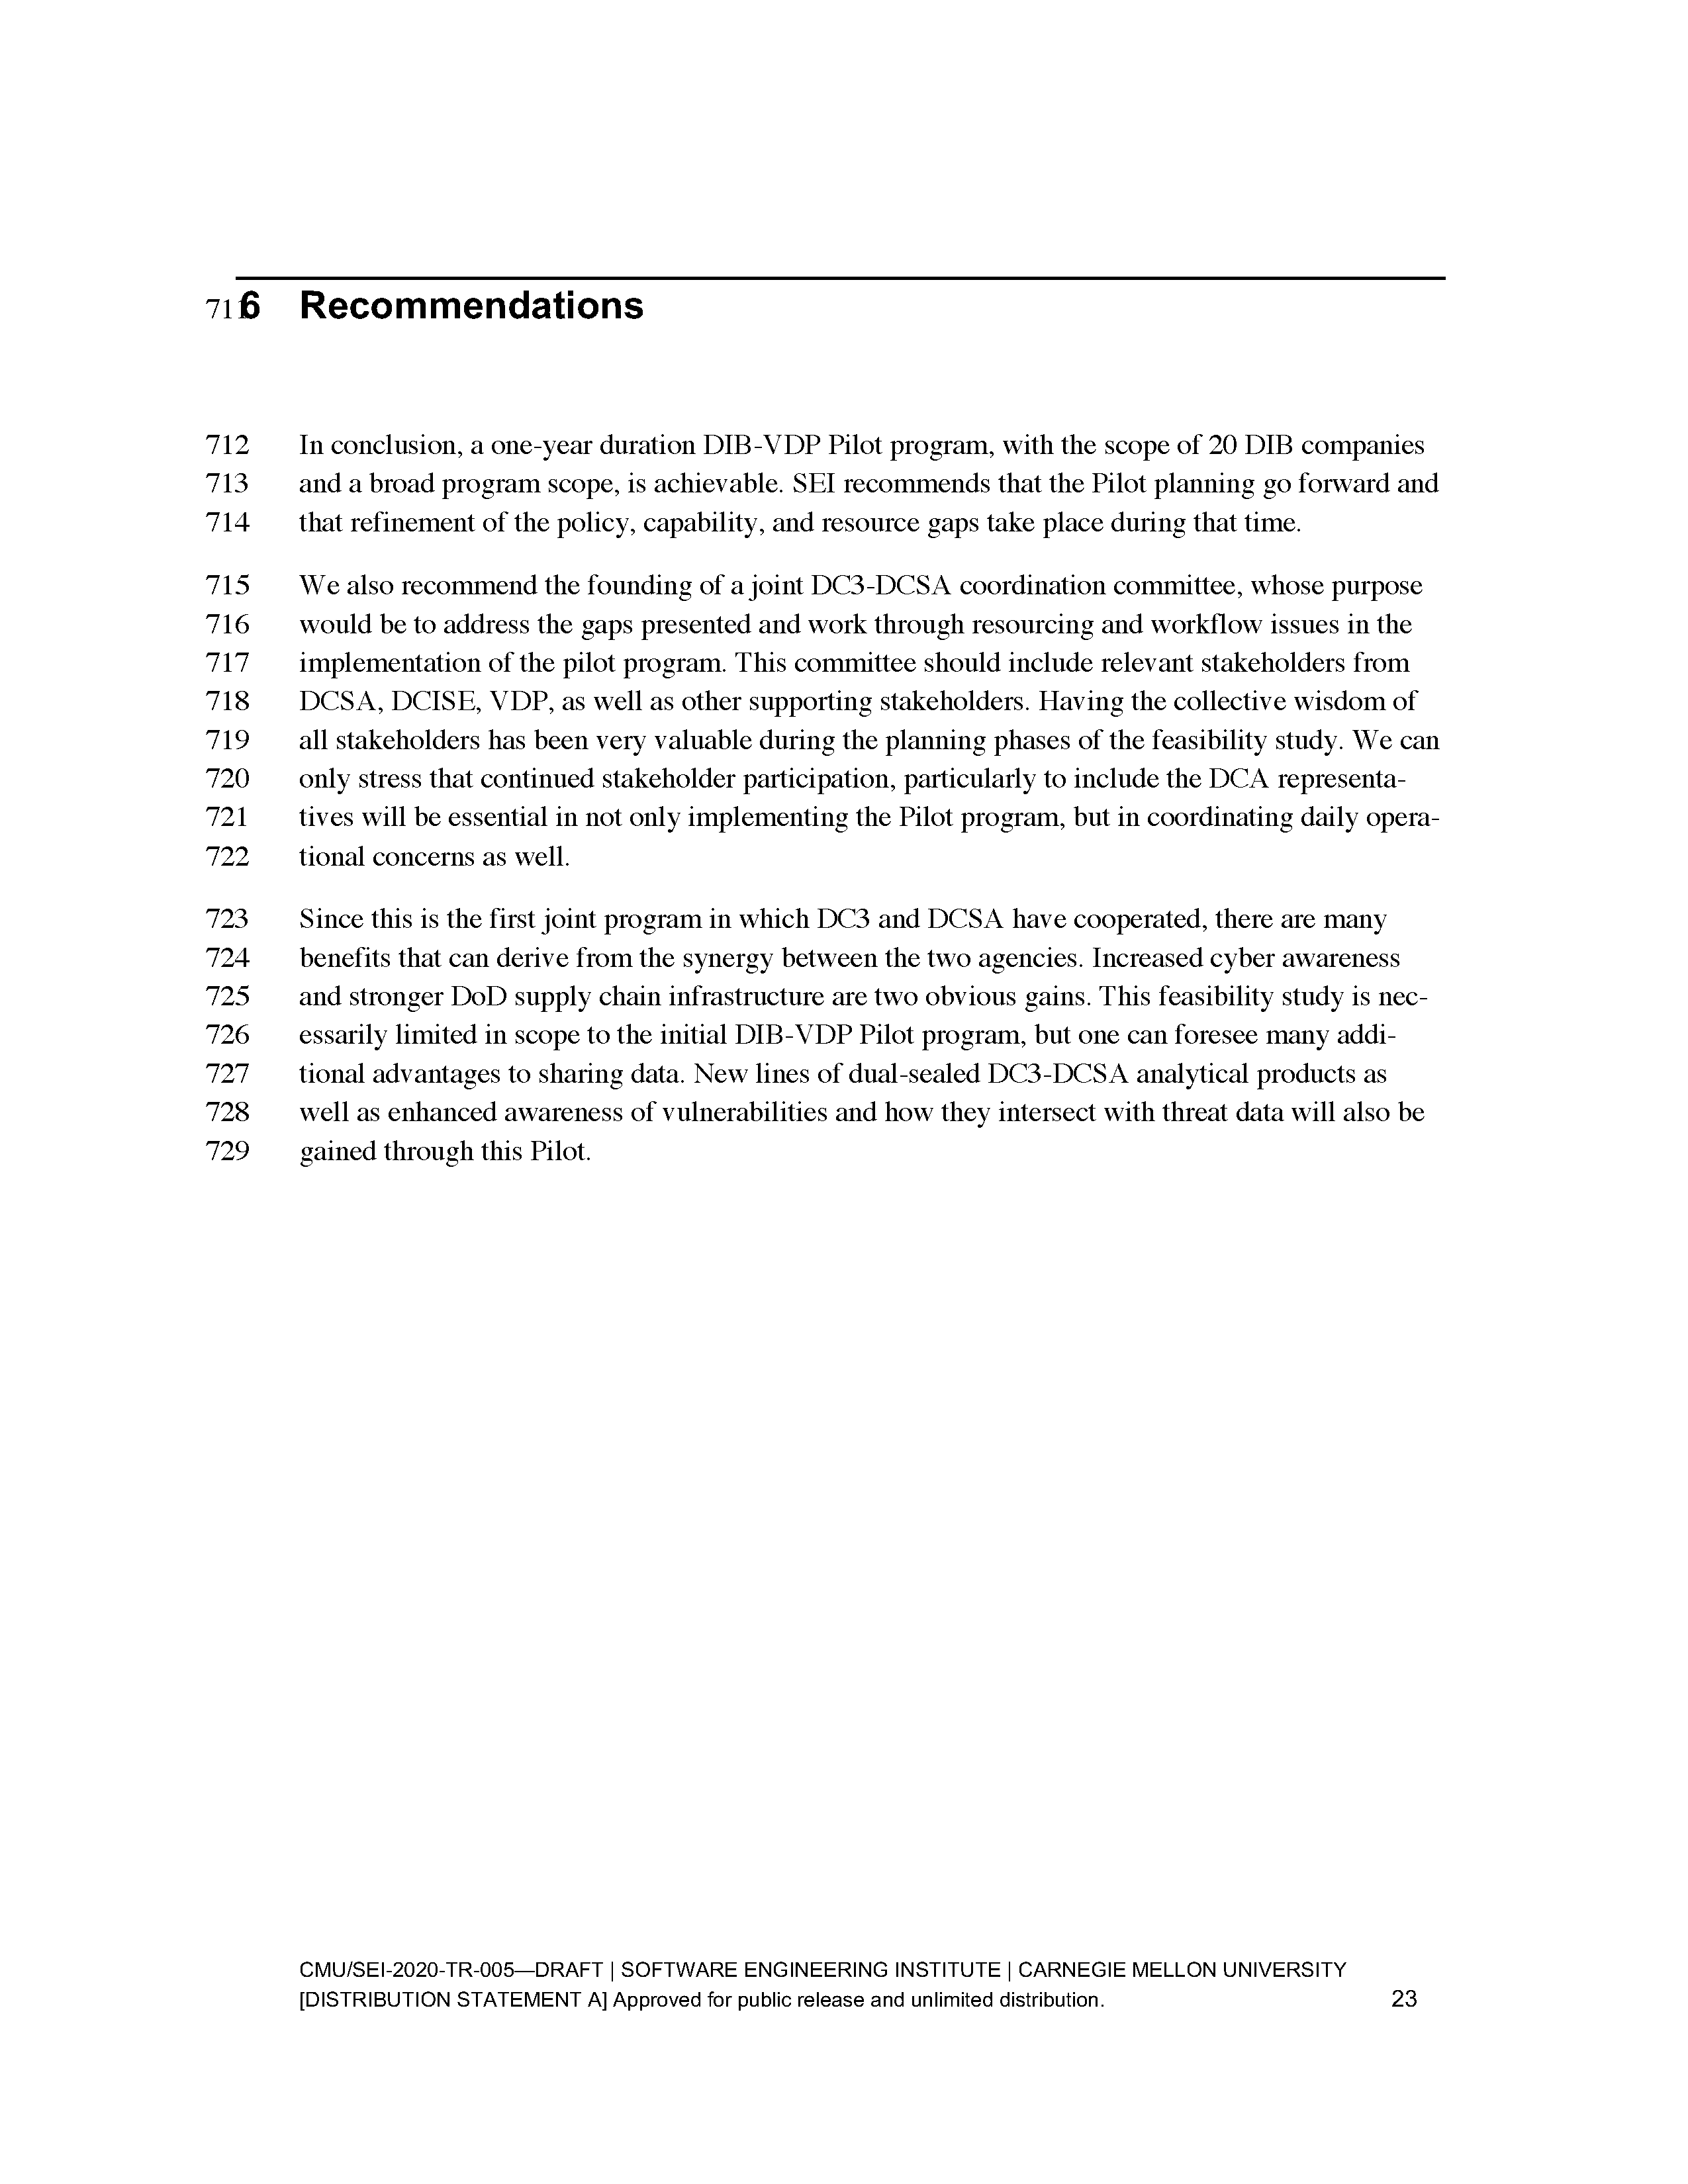 711 6 Recommendations
712 In conclusion, a one-year duration DIB-VDP Pilot program, with the scope of 20 DIB companies
713 and a broad program scope, is achievable. SEI recommends that the Pilot planning go forward and
714 that refinement of the policy, capability, and resource gaps take place during that time.
715 We also recommend the founding of a joint DC3-DCSA coordination committee, whose purpose
716 would be to address the gaps presented and work through resourcing and workflow issues in the
717 implementation of the pilot program. This committee should include relevant stakeholders from
718 DCSA, DCISE, VDP, as well as other supporting stakeholders. Having the collective wisdom of
719 all stakeholders has been very valuable during the planning phases of the feasibility study. We can
720 only stress that continued stakeholder participation, particularly to include the DCA representa-
721 tives will be essential in not only implementing the Pilot program, but in coordinating daily opera-
722 tional concerns as well.
723 Since this is the first joint program in which DC3 and DCSA have cooperated, there are many
724 benefits that can derive from the synergy between the two agencies. Increased cyber awareness
725 and stronger DoD supply chain infrastructure are two obvious gains. This feasibility study is nec-
726 essarily limited in scope to the initial DIB-VDP Pilot program, but one can foresee many addi-
727 tional advantages to sharing data. New lines of dual-sealed DC3-DCSA analytical products as
728 well as enhanced awareness of vulnerabilities and how they intersect with threat data will also be
729 gained through this Pilot.
CMU/SEI-2020-TR-005—DRAFT | SOFTWARE ENGINEERING INSTITUTE | CARNEGIE MELLON UNIVERSITY
[DISTRIBUTION STATEMENT A] Approved for public release and unlimited distribution. 23